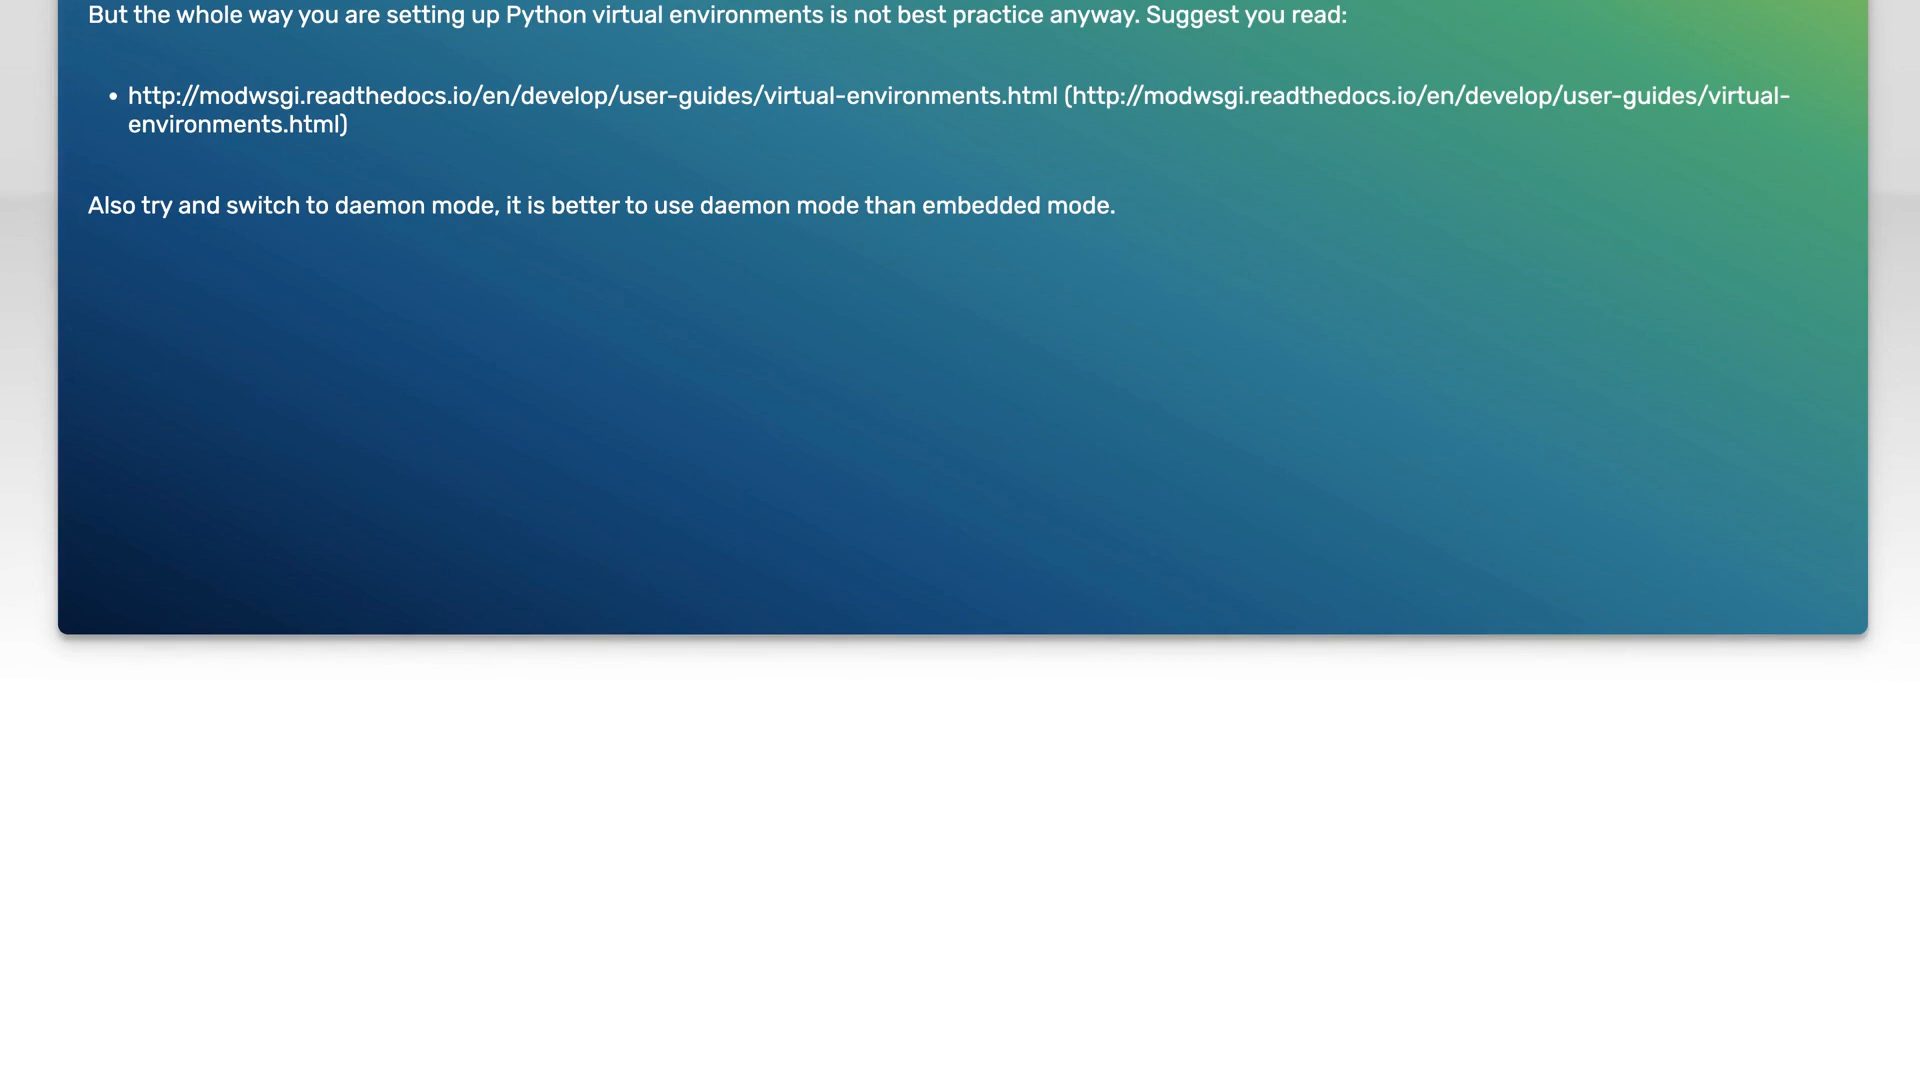 But the whole way you are setting up Python virtual environments is not best practice anyway. Suggest you read:
• http://modwsgi.readthedocs.io/en/develop/user-guides/virtual-environments.html (http://modwsgi.readthedocs.io/en/develop/user-guides/virtual-
environments.html)
Also try and switch to daemon mode, it is better to use daemon mode than embedded mode.